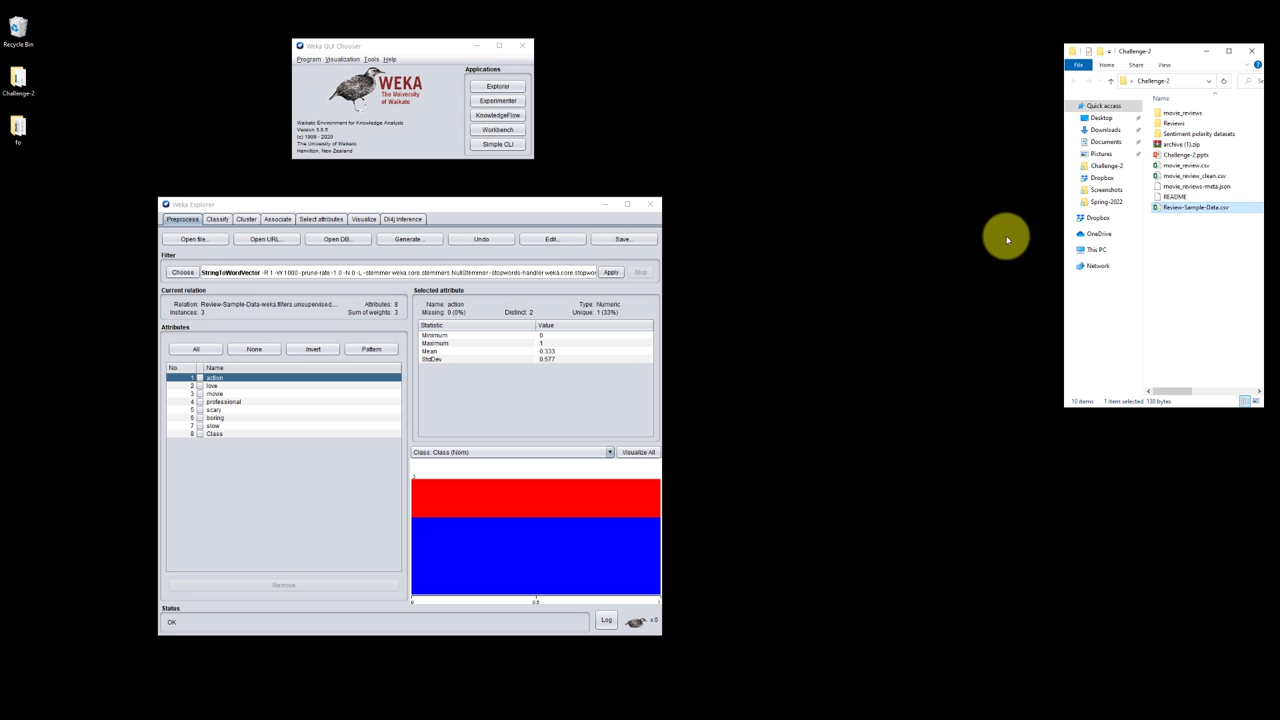 Recycle Bin
Challenge-2
fo
Weka GUI Chooser
Program Visualization Tools Help
WEKA
The University
of Waikato
Waikato Environment for Knowledge Analysis
Version 3.8.5
(c) 1999 - 2020
The University of Waikato
Hamilton, New Zealand
Applications
Explorer
Experimenter
KnowledgeFlow
Workbench
Simple CLI
Weka Explorer
Preprocess Classify Cluster Associate Select attributes Visualize Dl4j Inference
Open file... Open URL... Open DB... Generate... Undo Edit... Save...
Filter
Choose StringToWordVector -R 1 -W 1000 -prune-rate -1.0 -N 0 -L -stemmer weka.core.stemmers.NullStemmer -stopwords-handler weka.core.stopwor Apply Stop
Current relation
Relation: Review-Sample-Data-weka.filters.unsupervised,... Attributes: 8
Instances: 3 Sum of weights: 3
Attributes
All None Invert Pattern
No. Name
1 action
2 love
3 movie
4 professional
5 scary
6 boring
7 slow
8 Class
Remove
Status
OK
Log x 0
Selected attribute
Name: action Type: Numeric
Missing: 0 (0%) Distinct: 2 Unique: 1 (33%)
Statistic Value
Minimum 0
Maximum 1
Mean 0.333
StdDev 0.577
Class: Class (Nom) Visualize All
0 0.5 1
Challenge-2
File Home Share View
Challenge-2
Quick access
Desktop
Downloads
Documents
Pictures
Challenge-2
Dropbox
Screenshots
Spring-2022
Dropbox
OneDrive
This PC
Network
Name
movie_reviews
Reviews
Sentiment polarity datasets
archive (1).zip
Challenge-2.pptx
movie_review.csv
movie_review_clean.csv
movie_reviews-meta.json
README
Review-Sample-Data.csv
10 items 1 item selected 138 bytes